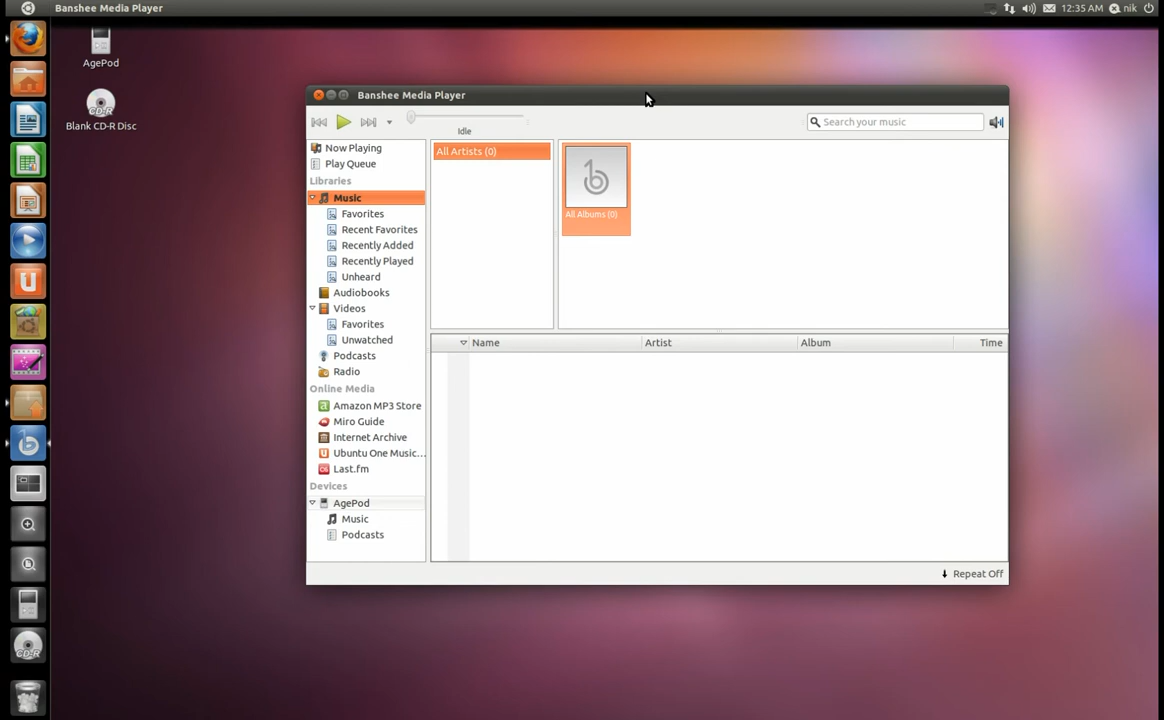 Banshee Media Player
12:35 AM
nik
AgePod
Blank CD-R Disc
Banshee Media Player
Idle
Search your music
Now Playing
Play Queue
Libraries
Music
Favorites
Recent Favorites
Recently Added
Recently Played
Unheard
Audiobooks
Videos
Favorites
Unwatched
Podcasts
Radio
Online Media
Amazon MP3 Store
Miro Guide
Internet Archive
Ubuntu One Music...
Last.fm
Devices
AgePod
Music
Podcasts
All Artists (0)
All Albums (0)
Name Artist Album Time
Repeat Off